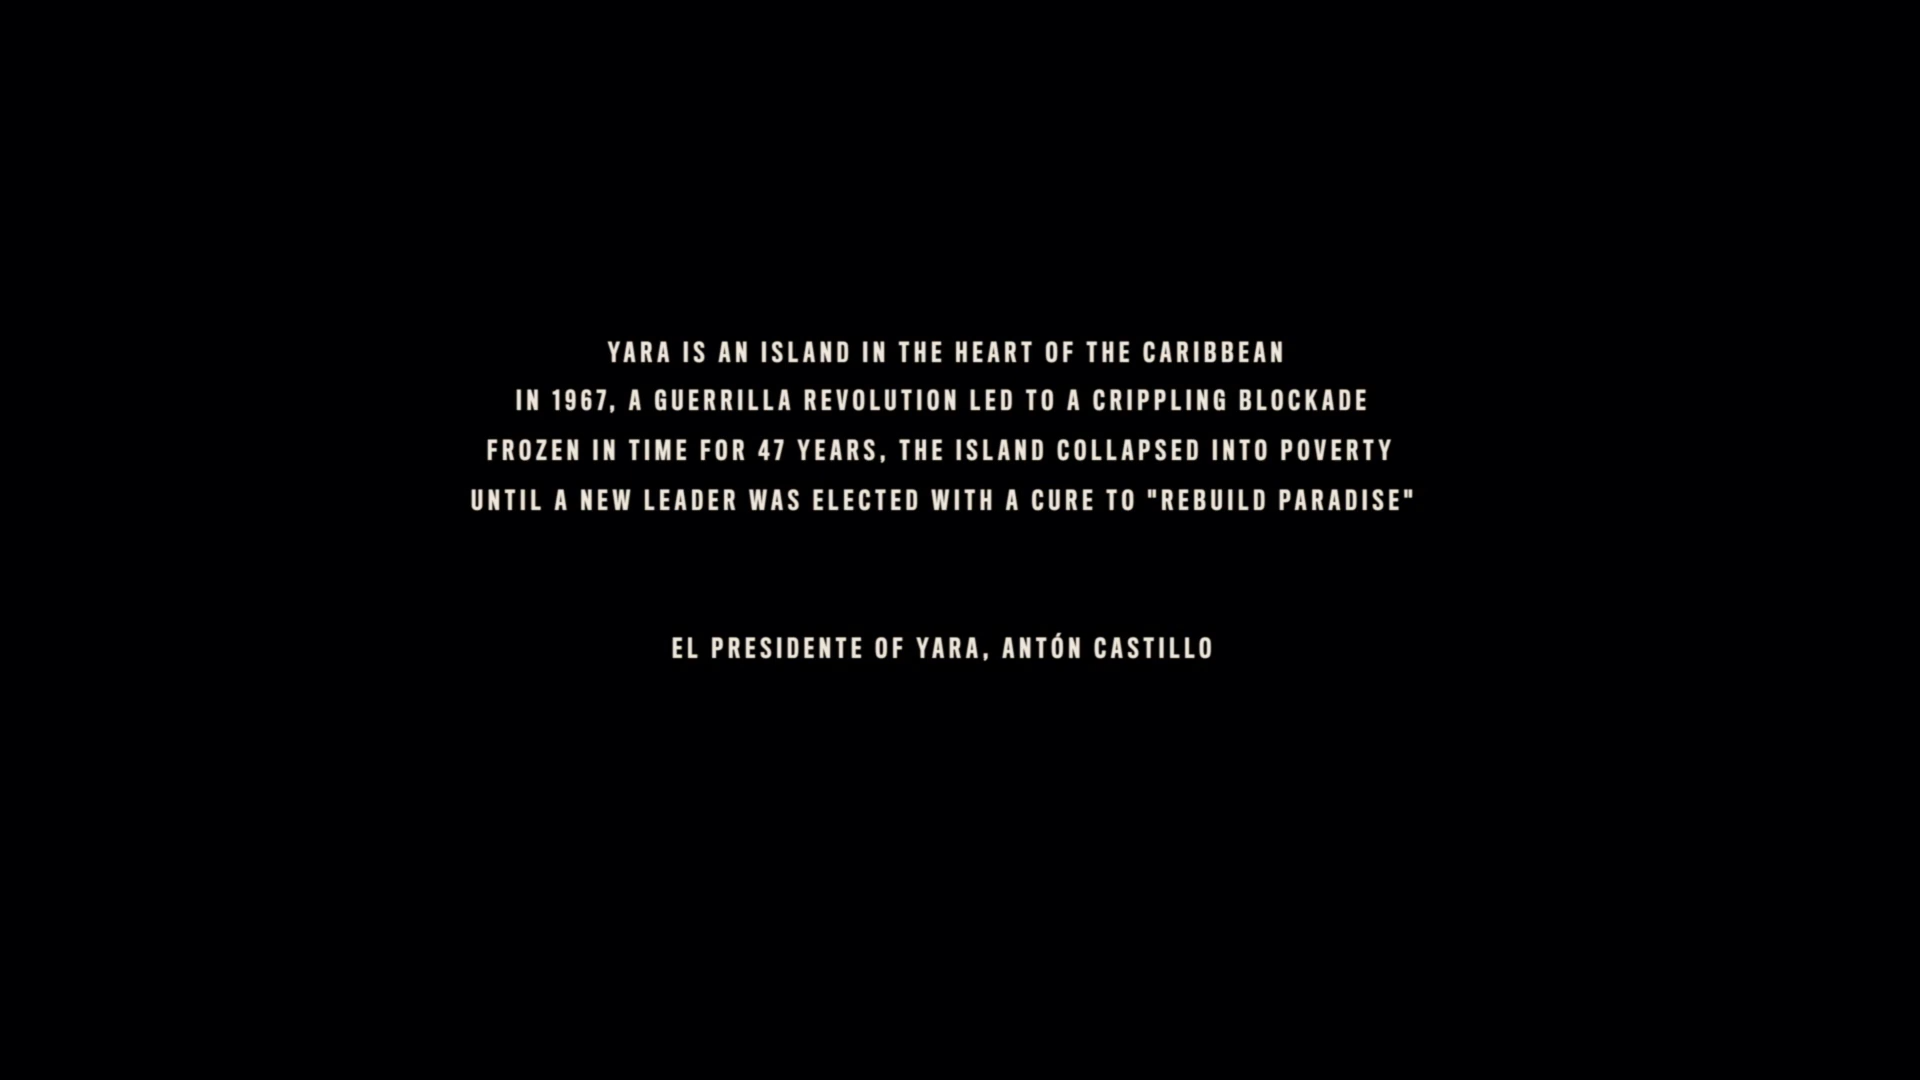 YARA IS AN ISLAND IN THE HEART OF THE CARIBBEAN
IN 1967, A GUERRILLA REVOLUTION LED TO A CRIPPLING BLOCKADE
FROZEN IN TIME FOR 47 YEARS, THE ISLAND COLLAPSED INTO POVERTY
UNTIL A NEW LEADER WAS ELECTED WITH A CURE TO "REBUILD PARADISE"
EL PRESIDENTE OF YARA, ANTÓN CASTILLO